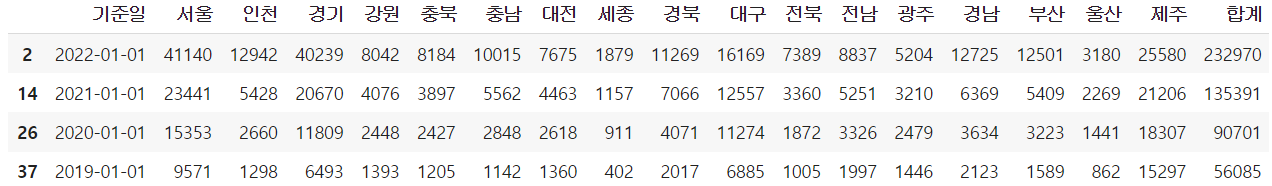 기준일 서울 인천 경기 강원 충북 충남 대전 세종 경북 대구 전북 전남 광주 경남 부산 울산 제주 합계
2 2022-01-01 41140 12942 40239 8042 8184 10015 7675 1879 11269 16169 7389 8837 5204 12725 12501 3180 25580 232970
14 2021-01-01 23441 5428 20670 4076 3897 5562 4463 1157 7066 12557 3360 5251 3210 6369 5409 2269 21206 135391
26 2020-01-01 15353 2660 11809 2448 2427 2848 2618 911 4071 11274 1872 3326 2479 3634 3223 1441 18307 90701
37 2019-01-01 9571 1298 6493 1393 1205 1142 1360 402 2017 6885 1005 1997 1446 2123 1589 862 15297 56085